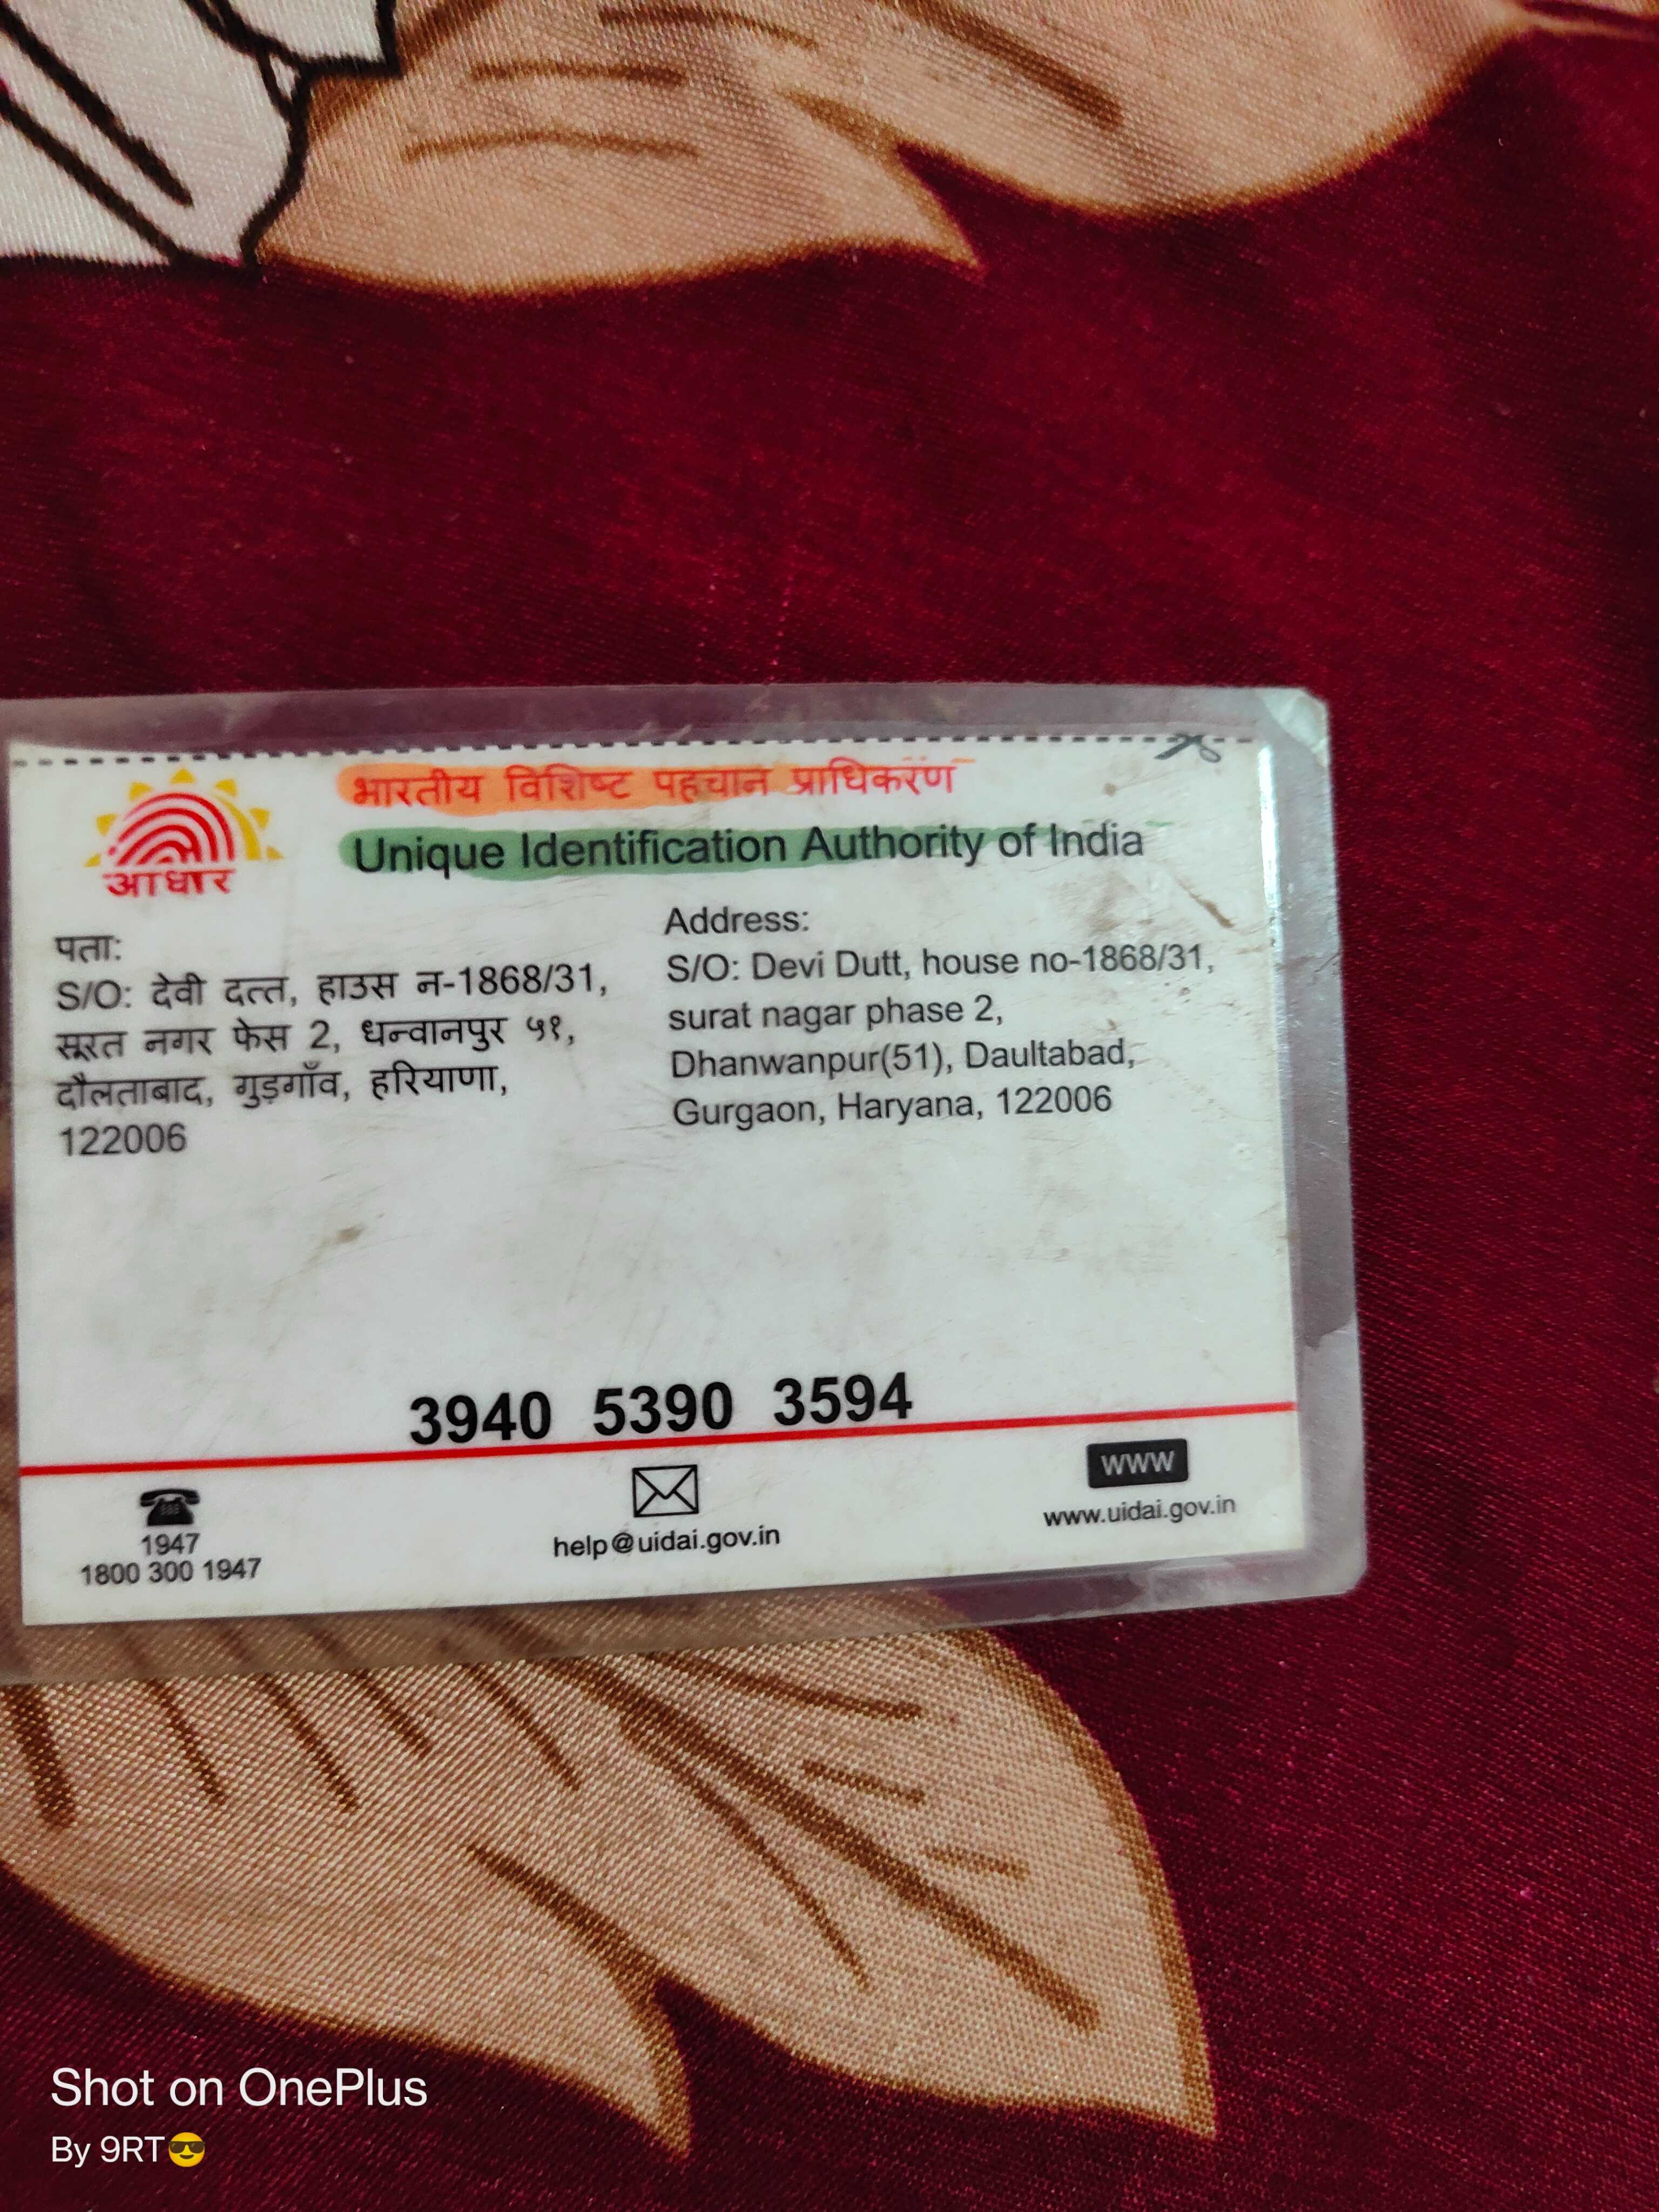 भारतीय विशिष्ट पहचान प्राधिकरण
Unique Identification Authority of India
आधार
पता:
S/O: देवी दत्त, हाउस न-1868/31,
सूरत नगर फेस 2, धन्वानपुर ५१,
दौलताबाद, गुड़गाँव, हरियाणा,
122006
Address:
S/O: Devi Dutt, house no-1868/31,
surat nagar phase 2,
Dhanwanpur(51), Daultabad,
Gurgaon, Haryana, 122006
3940 5390 3594
1947
1800 300 1947
help@uidai.gov.in
www
www.uidai.gov.in
Shot on OnePlus
By 9RT😎